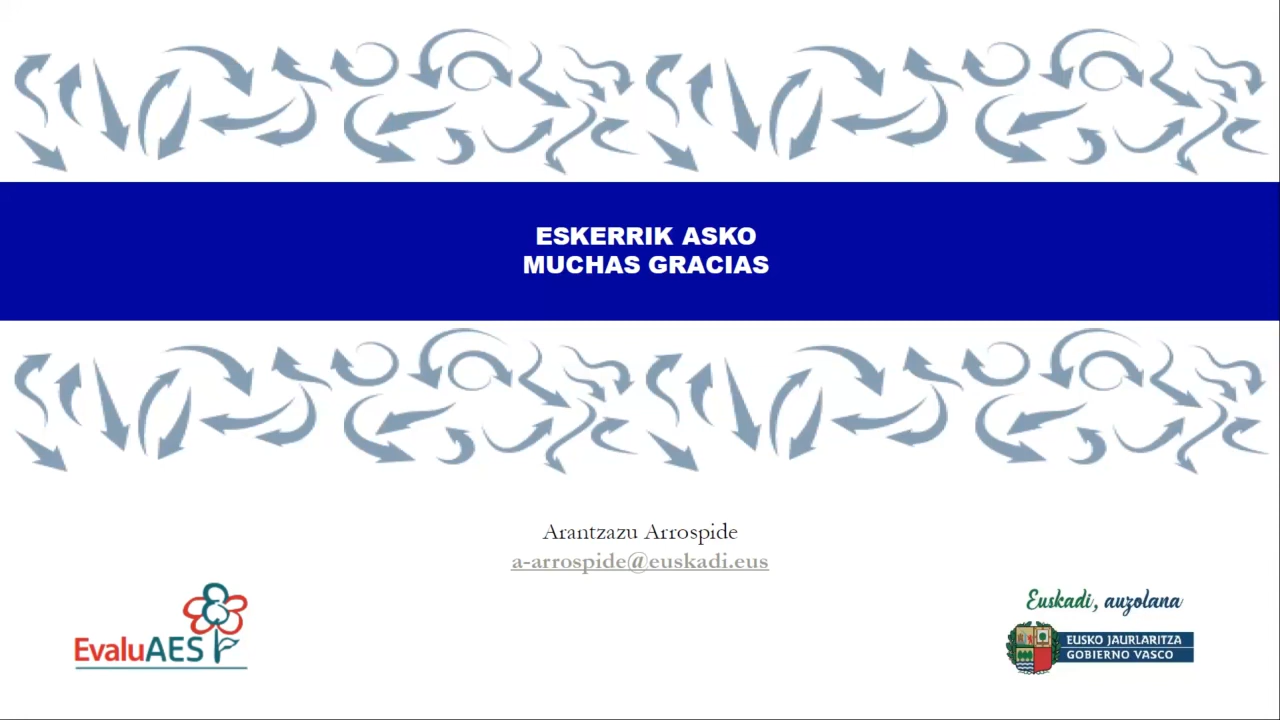 ESKERRIK ASKO
MUCHAS GRACIAS
Arantzazu Arrospide
a-arrospide@euskadi.eus
EvaluAES
Euskadi, auzolana
EUSKO JAURLARITZA
GOBIERNO VASCO